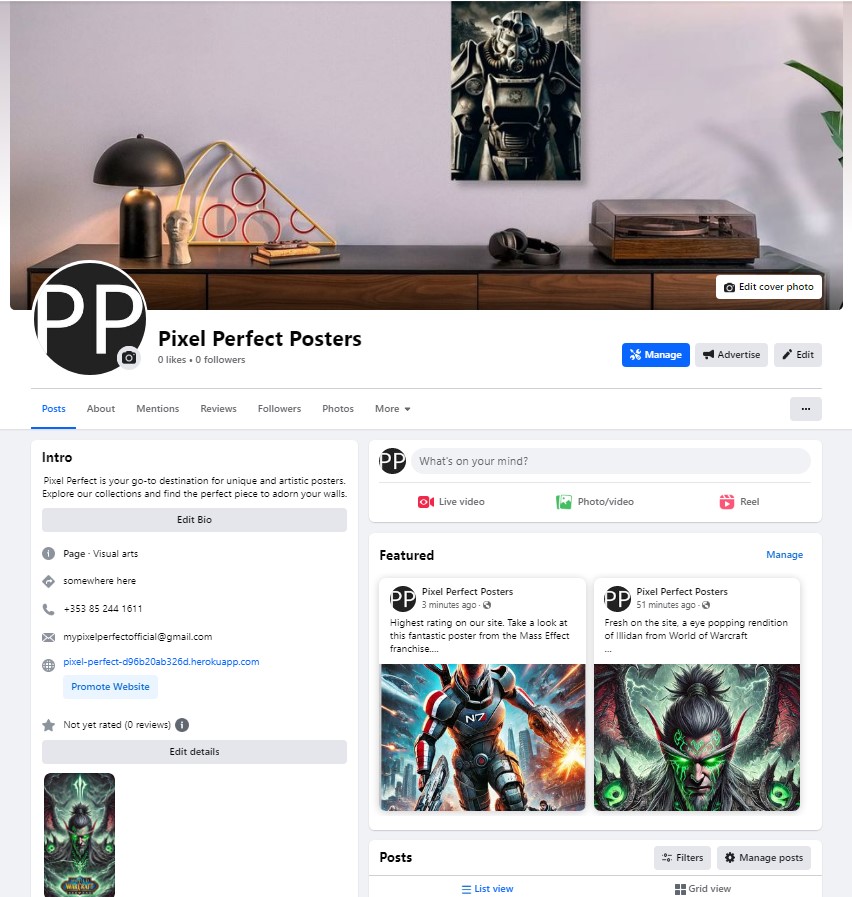 Edit cover photo
PP
Pixel Perfect Posters
0 likes • 0 followers
Manage
Advertise
Edit
Posts
About
Mentions
Reviews
Followers
Photos
More
Intro
Pixel Perfect is your go-to destination for unique and artistic posters.
Explore our collections and find the perfect piece to adorn your walls.
Edit Bio
Page · Visual arts
somewhere here
+353 85 244 1611
mypixelperfectofficial@gmail.com
pixel-perfect-d96b20ab326d.herokuapp.com
Promote Website
Not yet rated (0 reviews)
Edit details
WARCRAFT
PP
What's on your mind?
Live video
Photo/video
Reel
Featured
Manage
PP
Pixel Perfect Posters
3 minutes ago ·
Highest rating on our site. Take a look at
this fantastic poster from the Mass Effect
franchise....
N7
PP
Pixel Perfect Posters
51 minutes ago ·
Fresh on the site, a eye popping rendition
of Illidan from World of Warcraft
...
Posts
Filters
Manage posts
List view
Grid view